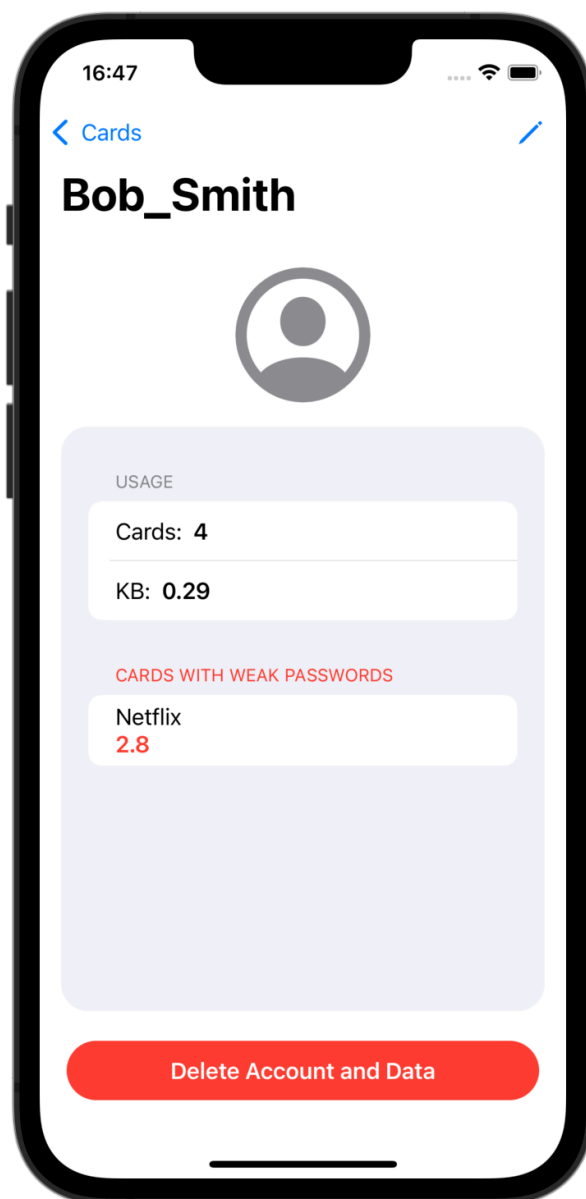 16:47
Cards
Bob_Smith
USAGE
Cards: 4
KB: 0.29
CARDS WITH WEAK PASSWORDS
Netflix
2.8
Delete Account and Data